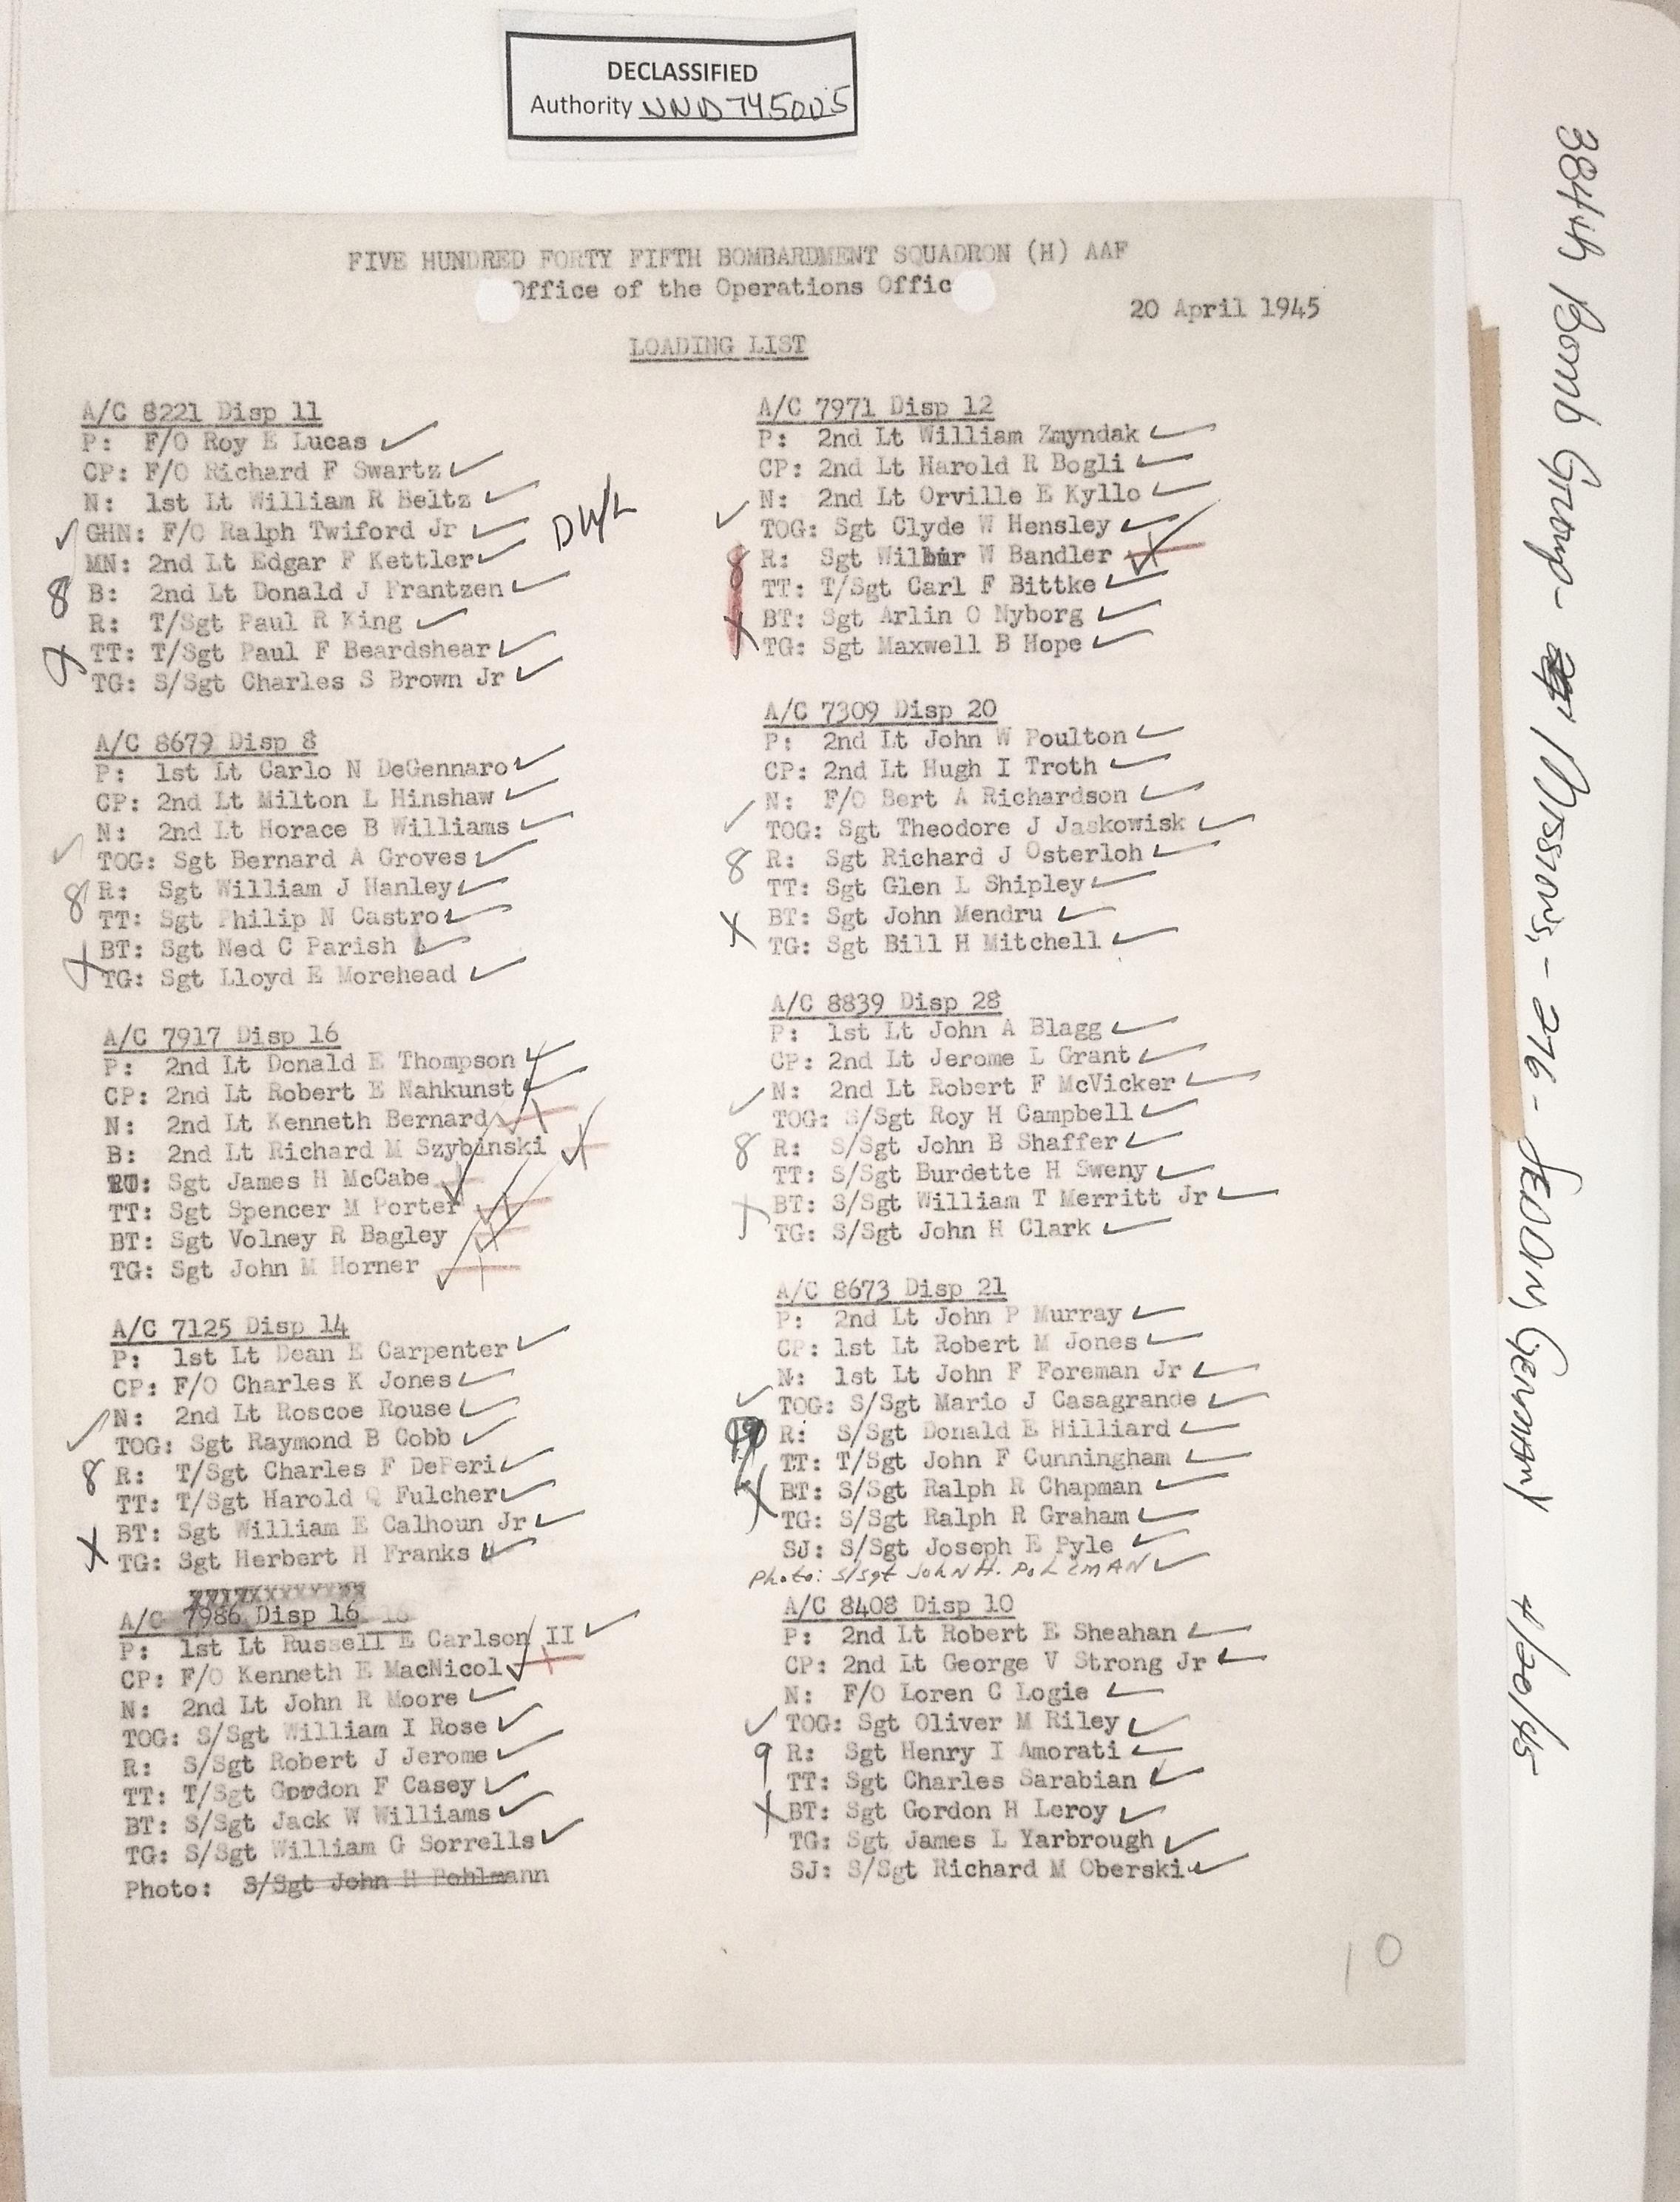 DECLASSIFIED
Authority NND 745005
FIVE HUNDRED FORTY FIFTH BOMBARDMENT SQUADRON (H) AAF
Office of the Operations Offic
20 April 1945
LOADING LIST
A/C 8221 Disp 11
P: F/O Roy E Lucas
CP: F/O Richard F Swartz
N: 1st Lt William R Beltz
GHN: F/O Ralph Twiford Jr
MN: 2nd Lt Edgar F Kettler
8 B: 2nd Lt Donald J Frantzen
R: T/Sgt Paul R King
X TT: T/Sgt Paul F Beardshear
TG: S/Sgt Charles S Brown Jr
A/C 8679 Disp 8
P: 1st Lt Carlo N DeGennaro
CP: 2nd Lt Milton L Hinshaw
N: 2nd Lt Horace B Williams
TOG: Sgt Bernard A Groves
8 R: Sgt William J Hanley
TT: Sgt Philip N Castro
X BT: Sgt Ned C Parish
TG: Sgt Lloyd E Morehead
A/C 7917 Disp 16
P: 2nd Lt Donald E Thompson
CP: 2nd Lt Robert E Nahkunst
N: 2nd Lt Kenneth Bernard
B: 2nd Lt Richard M Szybinski
Sgt James H McCabe
TT: Sgt Spencer M Porter
BT: Sgt Volney R Bagley
TG: Sgt John M Horner
A/C 7125 Disp 14
P: 1st Lt Dean E Carpenter
CP: F/O Charles K Jones
N: 2nd Lt Roscoe Rouse
TOG: Sgt Raymond B Cobb
8 R: T/Sgt Charles F DePeri
TT: T/Sgt Harold Q Fulcher
X BT: Sgt William E Calhoun Jr
TG: Sgt Herbert H Franks
A/C 7986 Disp 16
P: 1st Lt Russell E Carlson II
CP: F/O Kenneth E MacNicol
N: 2nd Lt John R Moore
TOG: S/Sgt William I Rose
R: S/Sgt Robert J Jerome
TT: T/Sgt Gordon F Casey
BT: S/Sgt Jack W Williams
TG: S/Sgt William G Sorrells
Photo: S/Sgt John H Pohlmann
A/C 7971 Disp 12
P: 2nd Lt William Zmyndak
CP: 2nd Lt Harold R Bogli
N: 2nd Lt Orville E Kyllo
TOG: Sgt Clyde W Hensley
8 R: Sgt Wilbur W Bandler
TT: T/Sgt Carl F Bittke
X BT: Sgt Arlin O Nyborg
TG: Sgt Maxwell B Hope
A/C 7309 Disp 20
P: 2nd Lt John W Poulton
CP: 2nd Lt Hugh I Troth
N: F/O Bert A Richardson
TOG: Sgt Theodore J Jaskowisk
8 R: Sgt Richard J Osterloh
TT: Sgt Glen L Shipley
X BT: Sgt John Mendru
TG: Sgt Bill H Mitchell
A/C 8839 Disp 28
P: 1st Lt John A Blagg
CP: 2nd Lt Jerome L Grant
N: 2nd Lt Robert F McVicker
TOG: S/Sgt Roy H Campbell
8 R: S/Sgt John B Shaffer
TT: S/Sgt Burdette H Sweny
X BT: S/Sgt William T Merritt Jr
TG: S/Sgt John H Clark
A/C 8673 Disp 21
P: 2nd Lt John P Murray
CP: 1st Lt Robert M Jones
N: 1st Lt John F Foreman Jr
TOG: S/Sgt Mario J Casagrande
R: S/Sgt Donald E Hilliard
TT: T/Sgt John F Cunningham
X BT: S/Sgt Ralph R Chapman
TG: S/Sgt Ralph R Graham
SJ: S/Sgt Joseph E Pyle
Photo: S/Sgt John H. PohlmAN
A/C 8408 Disp 10
P: 2nd Lt Robert E Sheahan
CP: 2nd Lt George V Strong Jr
N: F/O Loren C Logie
TOG: Sgt Oliver M Riley
9 R: Sgt Henry I Amorati
TT: Sgt Charles Sarabian
X BT: Sgt Gordon H Leroy
TG: Sgt James L Yarbrough
SJ: S/Sgt Richard M Oberski
10
384th Bomb Group - Missions, - 316 - Seddin, Germany 4/20/45